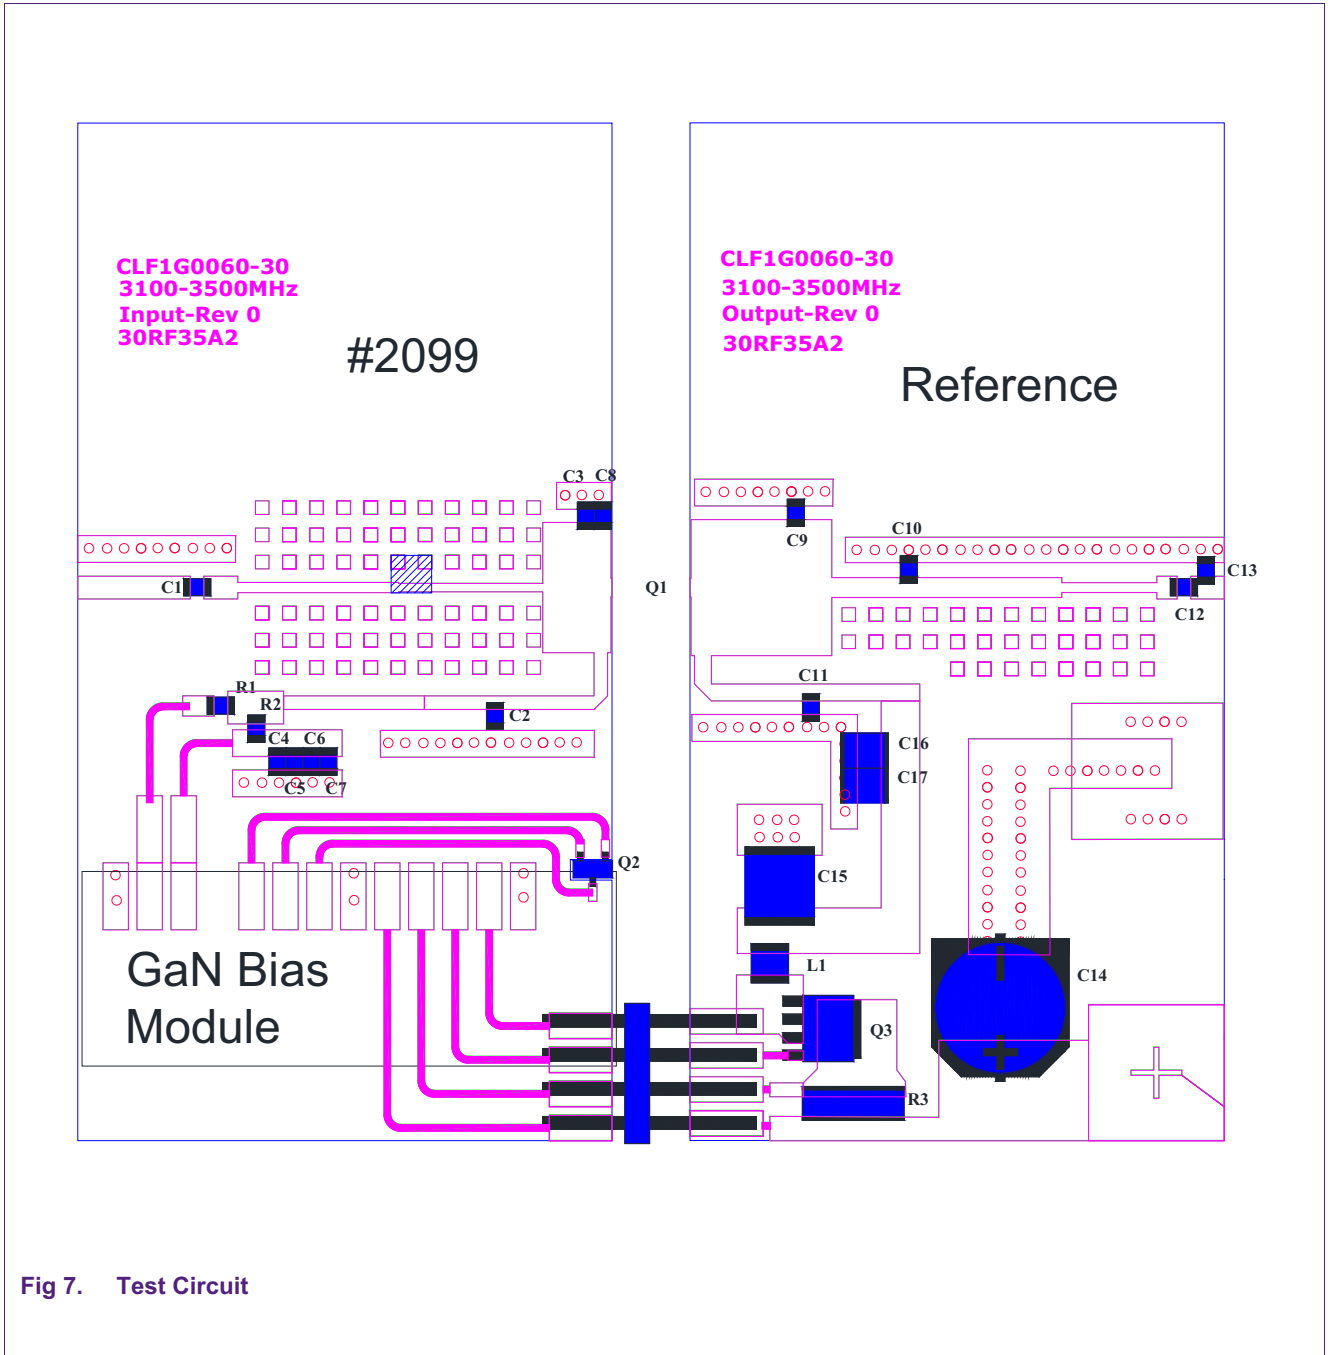 CLF1G0060-30
3100-3500MHz
Input-Rev 0
30RF35A2
#2099
CLF1G0060-30
3100-3500MHz
Output-Rev 0
30RF35A2
Reference
C3 C8
C9
C10
C1
Q1
C13
C12
R1
R2
C2
C4 C6
C5 C7
C11
C16
C17
Q2
C15
GaN Bias
Module
L1
C14
Q3
R3
Fig 7. Test Circuit